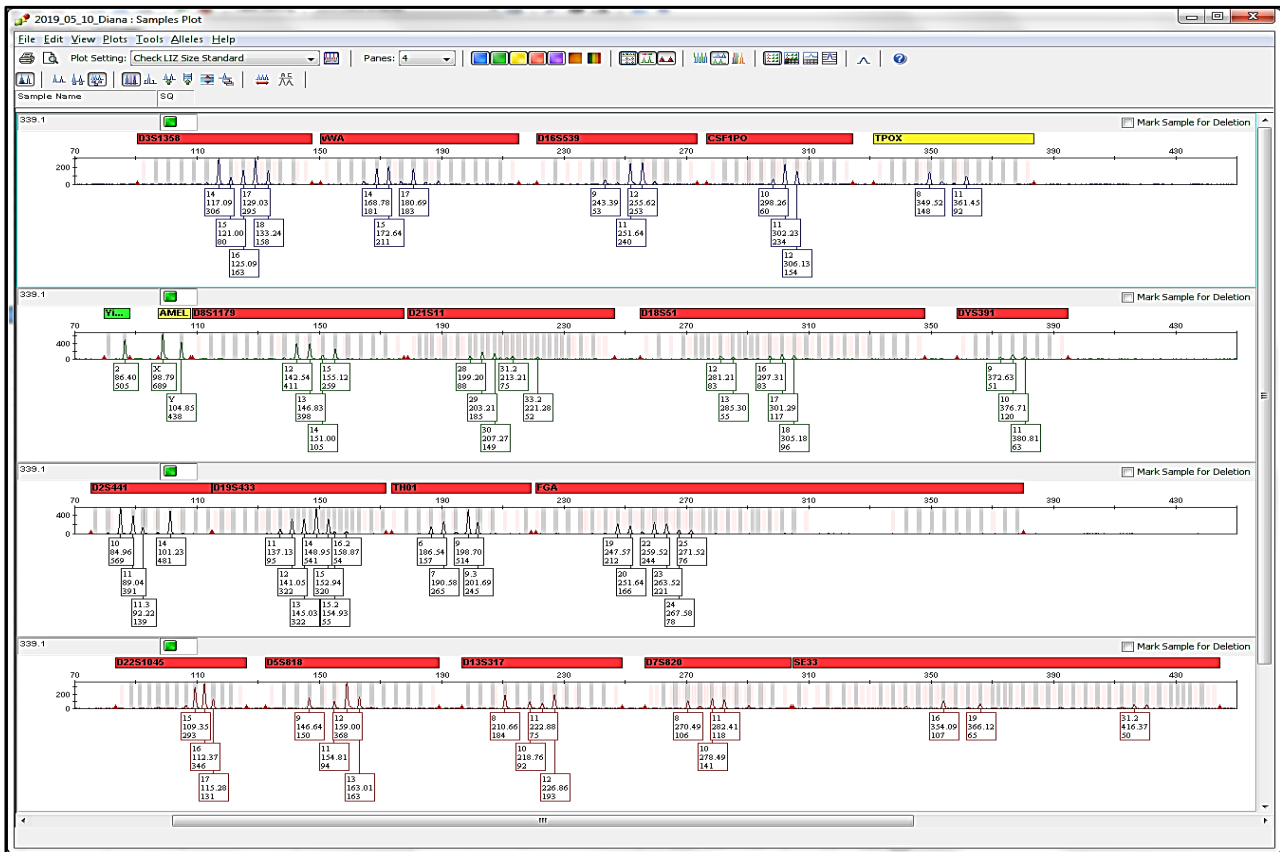 2019_05_10_Diana : Samples Plot
File Edit View Plots Tools Alleles Help
Plot Setting: Check LIZ Size Standard Panes: 4
Sample Name SQ
339.1 Mark Sample for Deletion
D3S1358 vWA D16S539 CSF1PO TPOX
70 150 230 270 350 390 430
200
0
14 17 14 17 9 12 10 8 11
117.09 129.03 168.78 180.69 243.39 255.62 298.26 349.52 361.45
306 295 181 183 53 253 60 148 92
15 18 15 11 11
121.00 133.24 172.64 251.64 302.23
80 158 211 240 234
16 12
125.09 306.13
163 154
339.1 Mark Sample for Deletion
Yi... AMEL D8S1179 D21S11 D18S51 DYS391
70 110 150 190 230 270 350 390 430
400
0
2 X 12 15 28 31.2 12 16 9
86.40 98.79 142.54 155.12 199.20 213.21 281.21 297.31 372.63
505 689 411 259 88 75 83 83 51
Y 13 29 33.2 13 17 10
104.85 146.83 203.21 221.28 285.30 301.29 376.71
438 398 185 52 55 117 120
14 30 18 11
151.00 207.27 305.18 380.81
105 149 96 63
339.1 Mark Sample for Deletion
D2S441 D19S433 TH01 FGA
70 110 150 190 230 270 350 390 430
400
0
10 14 11 14 16.2 6 9 19 22 25
84.96 101.23 137.13 148.95 158.87 186.54 198.70 247.57 259.52 271.52
569 481 95 541 54 157 514 212 244 76
11 12 15 7 9.3 20 23
89.04 141.05 152.94 190.58 201.69 251.64 263.52
391 322 320 265 245 166 221
11.3 13 15.2 24
92.22 145.03 154.93 267.58
139 322 55 78
339.1 Mark Sample for Deletion
D22S1045 D5S818 D13S317 D7S820 SE33
70 110 150 190 230 270 350 390 430
200
0
15 9 12 8 11 8 11 16 19 31.2
109.35 146.64 159.00 210.66 222.88 270.49 282.41 354.09 366.12 416.37
293 150 368 184 75 106 118 107 65 50
16 11 10 10
112.37 154.81 218.76 278.49
346 94 92 141
17 13 12
115.28 163.01 226.86
131 163 193